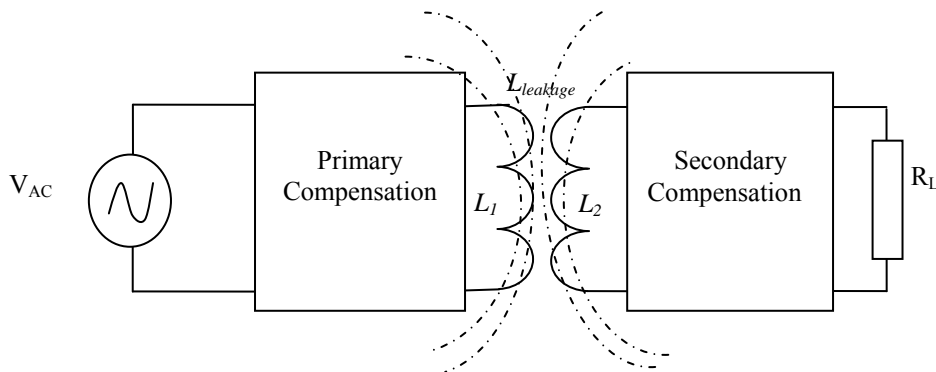 L_leakage
Primary
Compensation
Secondary
Compensation
V_AC
L_1
L_2
R_L